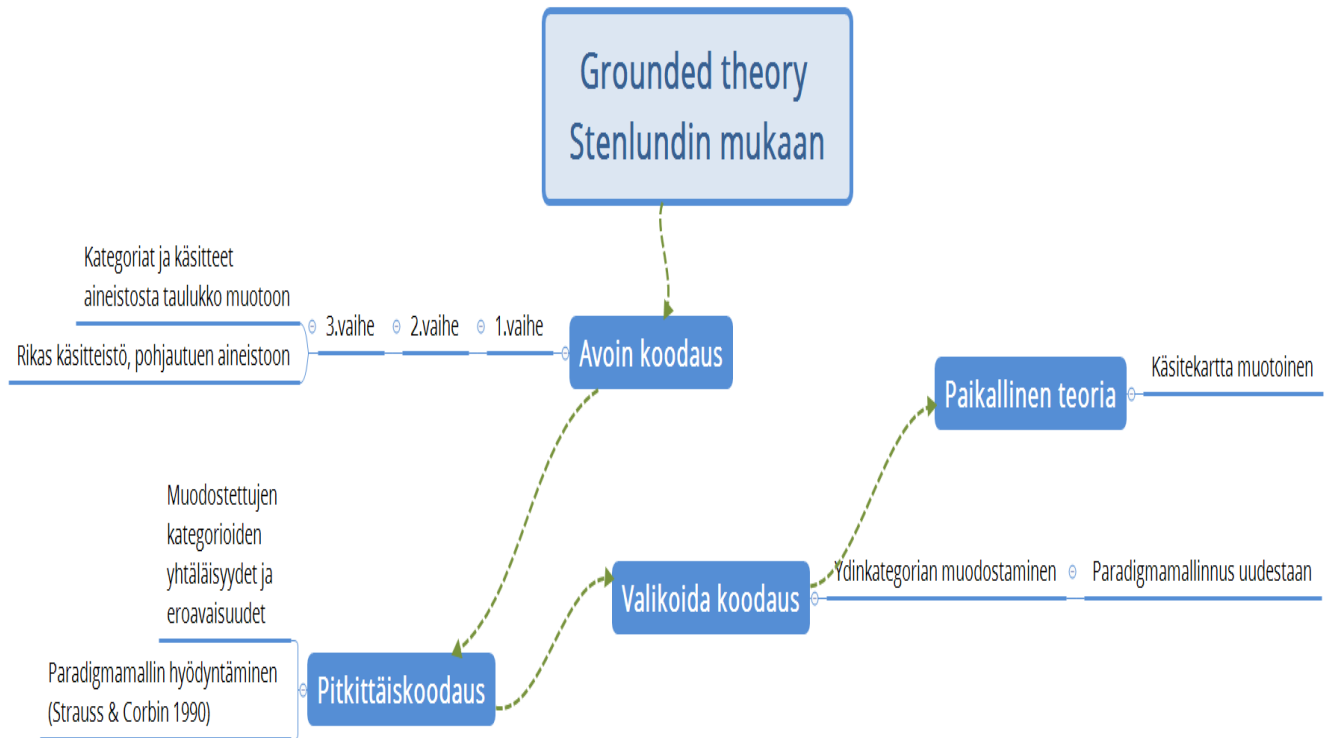 Grounded theory
Stenlundin mukaan
Kategoriat ja käsitteet
aineistosta taulukko muotoon
Rikas käsitteistö, pohjautuen aineistoon
3.vaihe
2.vaihe
1.vaihe
Avoin koodaus
Paikallinen teoria
Käsitekartta muotoinen
Muodostettujen
kategorioiden
yhtäläisyydet ja
eroavaisuudet
Paradigmamallin hyödyntäminen
(Strauss & Corbin 1990)
Pitkittäiskoodaus
Valikoida koodaus
Ydinkategorian muodostaminen
Paradigmamallinnus uudestaan